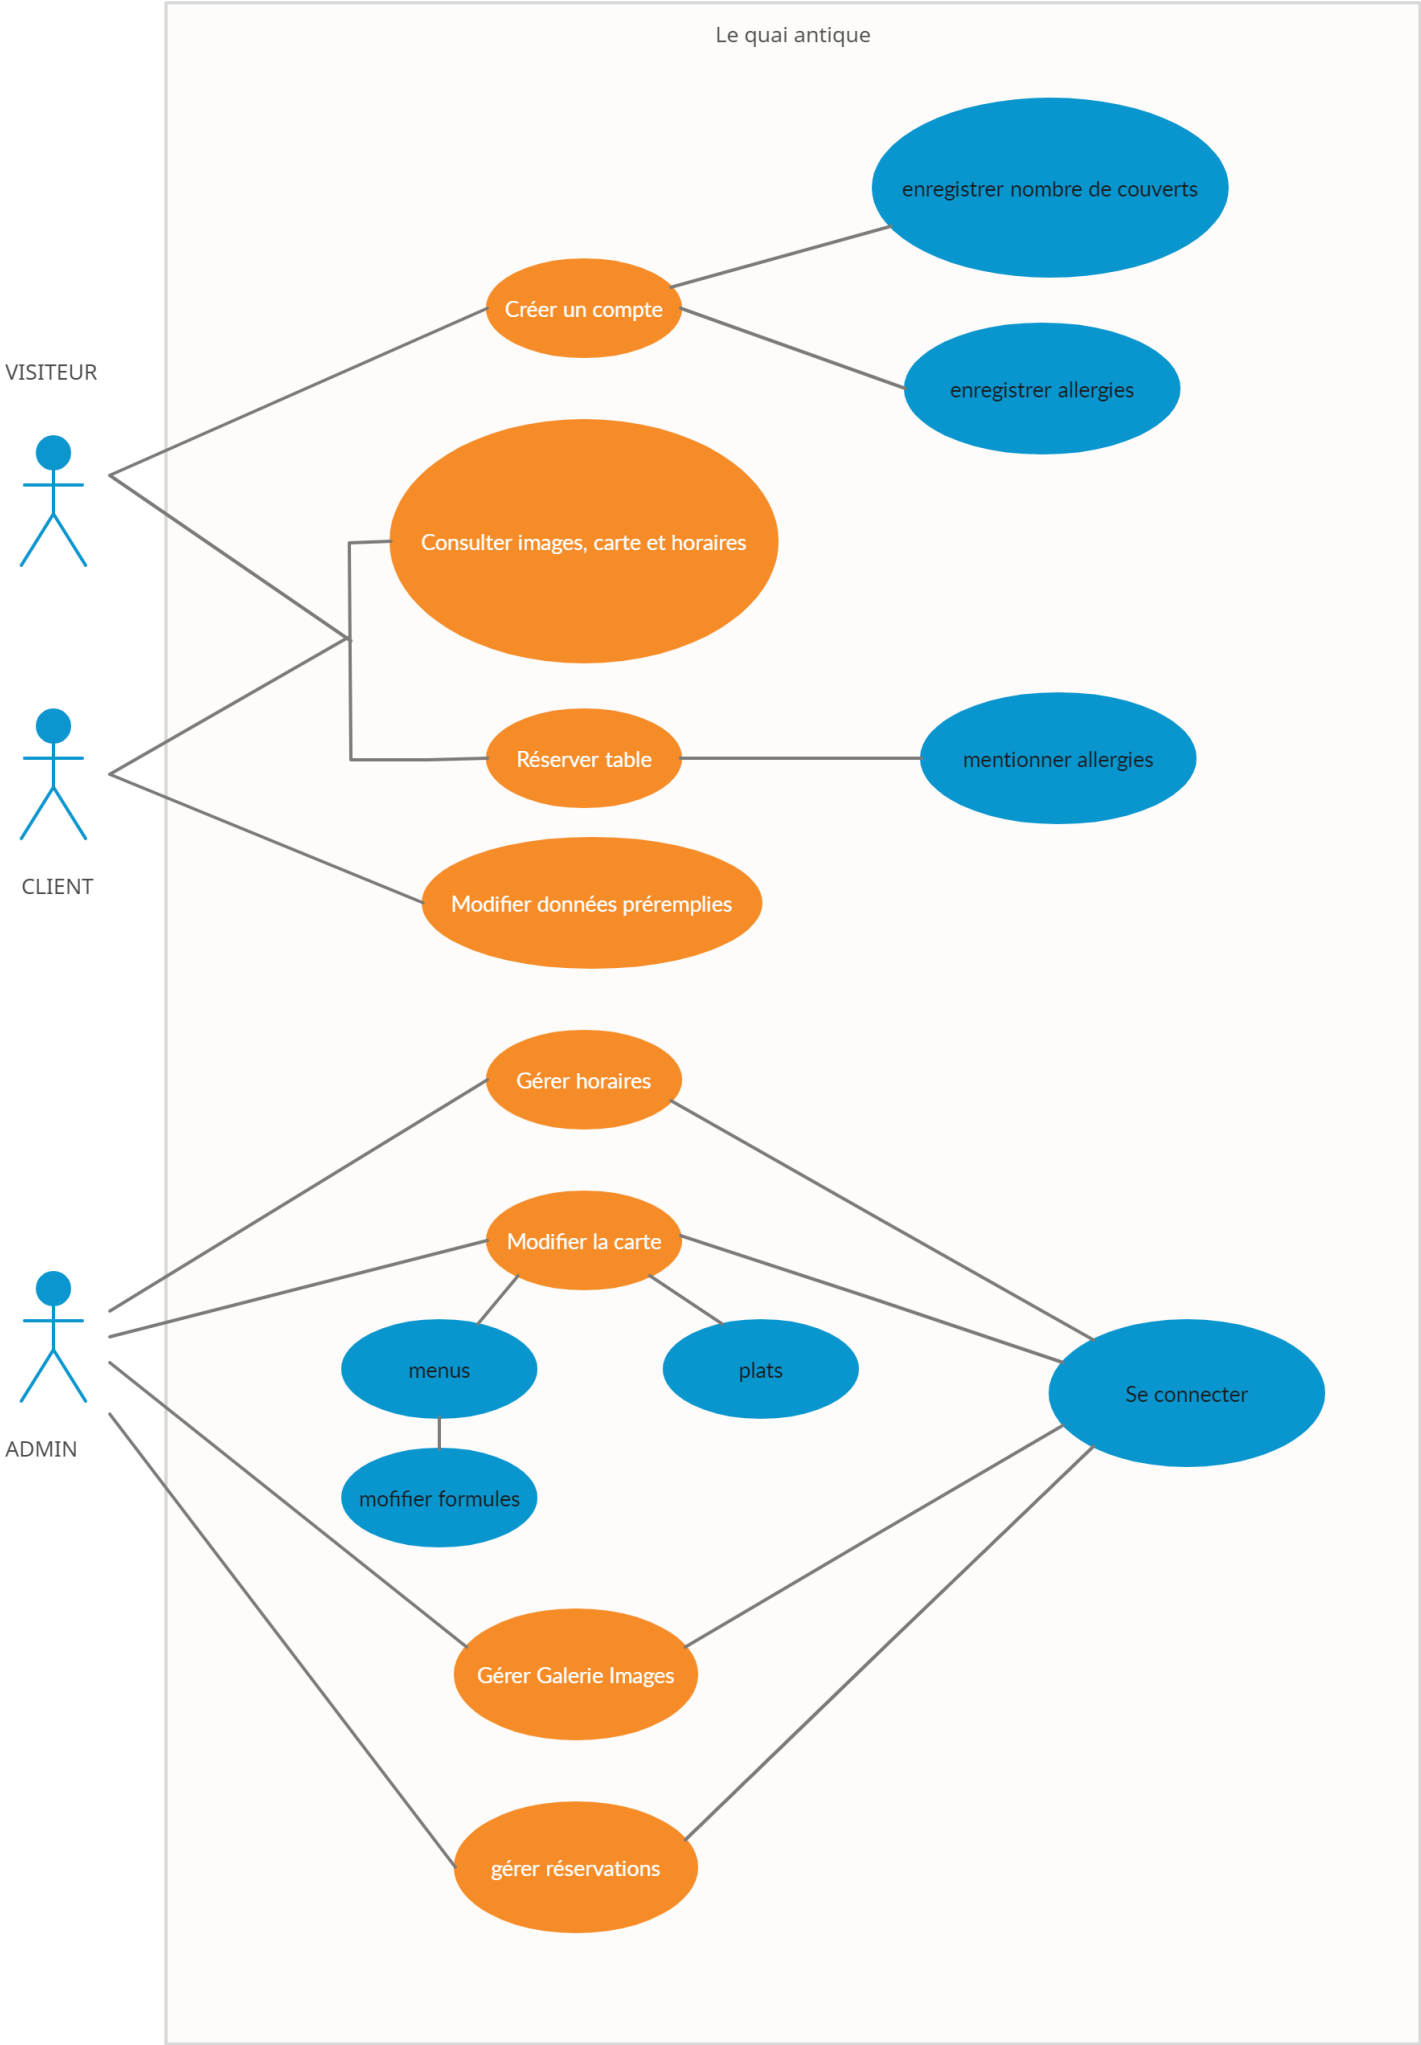 Le quai antique
enregistrer nombre de couverts
Créer un compte
VISITEUR
enregistrer allergies
Consulter images, carte et horaires
Réserver table
mentionner allergies
CLIENT
Modifier données préremplies
Gérer horaires
Modifier la carte
menus
plats
Se connecter
ADMIN
mofifier formules
Gérer Galerie Images
gérer réservations